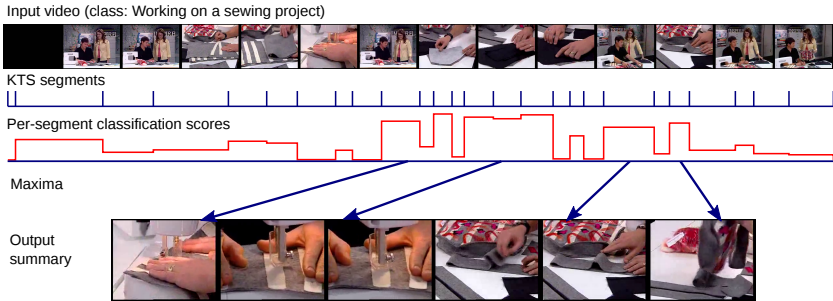 Input video (class: Working on a sewing project)
KTS segments
Per-segment classification scores
Maxima
Output
summary